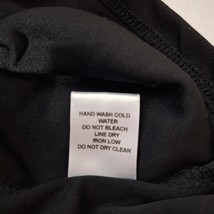 HAND WASH COLD
WATER
DO NOT BLEACH
LINE DRY
IRON LOW
DO NOT DRY CLEAN